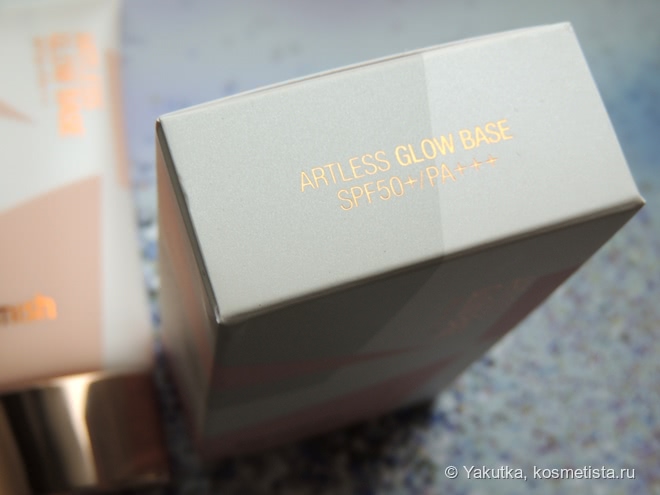 ARTLESS GLOW BASE
SPF50+/PA+++
© Yakutka, kosmetista.ru